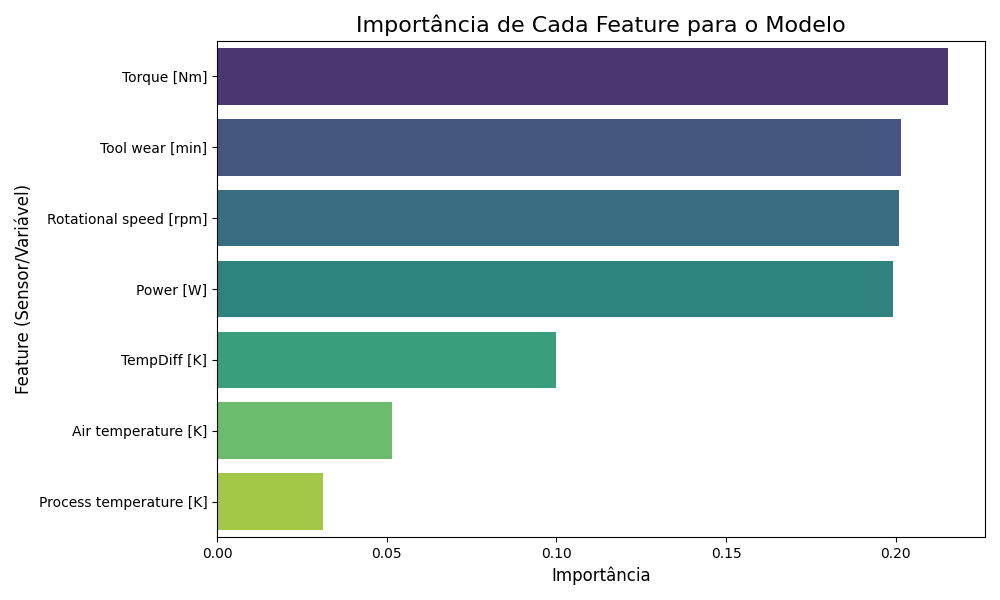 Importância de Cada Feature para o Modelo
Feature (Sensor/Variável)
Torque [Nm]
Tool wear [min]
Rotational speed [rpm]
Power [W]
TempDiff [K]
Air temperature [K]
Process temperature [K]
0.00 0.05 0.10 0.15 0.20
Importância